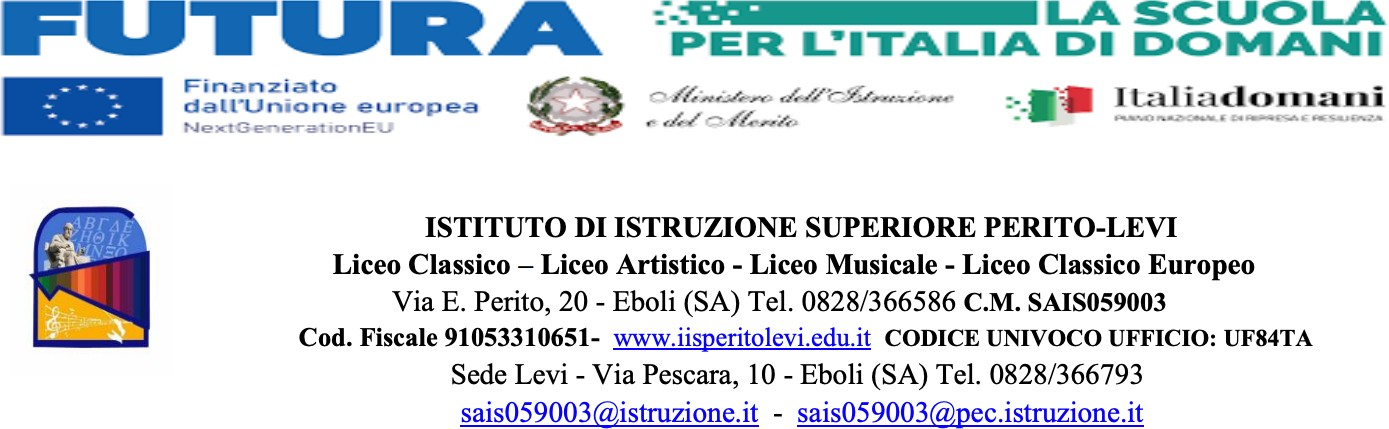 FUTURA
LA SCUOLA
PER L'ITALIA DI DOMANI
Finanziato
dall'Unione europea
NextGenerationEU
Ministero dell'Istruzione
e del Merito
Italiadomani
PIANO NAZIONALE DI RIPRESA E RESILIENZA
ΑΒΓΔΕ
ΖΗΘΙΚ
ΜΝΞΟ
ISTITUTO DI ISTRUZIONE SUPERIORE PERITO-LEVI
Liceo Classico – Liceo Artistico - Liceo Musicale - Liceo Classico Europeo
Via E. Perito, 20 - Eboli (SA) Tel. 0828/366586 C.M. SAIS059003
Cod. Fiscale 91053310651- www.iisperitolevi.edu.it CODICE UNIVOCO UFFICIO: UF84TA
Sede Levi - Via Pescara, 10 - Eboli (SA) Tel. 0828/366793
sais059003@istruzione.it - sais059003@pec.istruzione.it